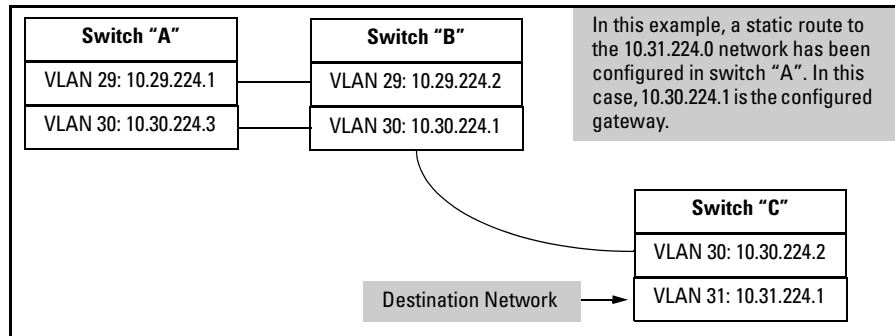 Switch “A”
VLAN 29: 10.29.224.1
VLAN 30: 10.30.224.3
Switch “B”
VLAN 29: 10.29.224.2
VLAN 30: 10.30.224.1
In this example, a static route to
the 10.31.224.0 network has been
configured in switch “A”. In this
case, 10.30.224.1 is the configured
gateway.
Switch “C”
VLAN 30: 10.30.224.2
VLAN 31: 10.31.224.1
Destination Network